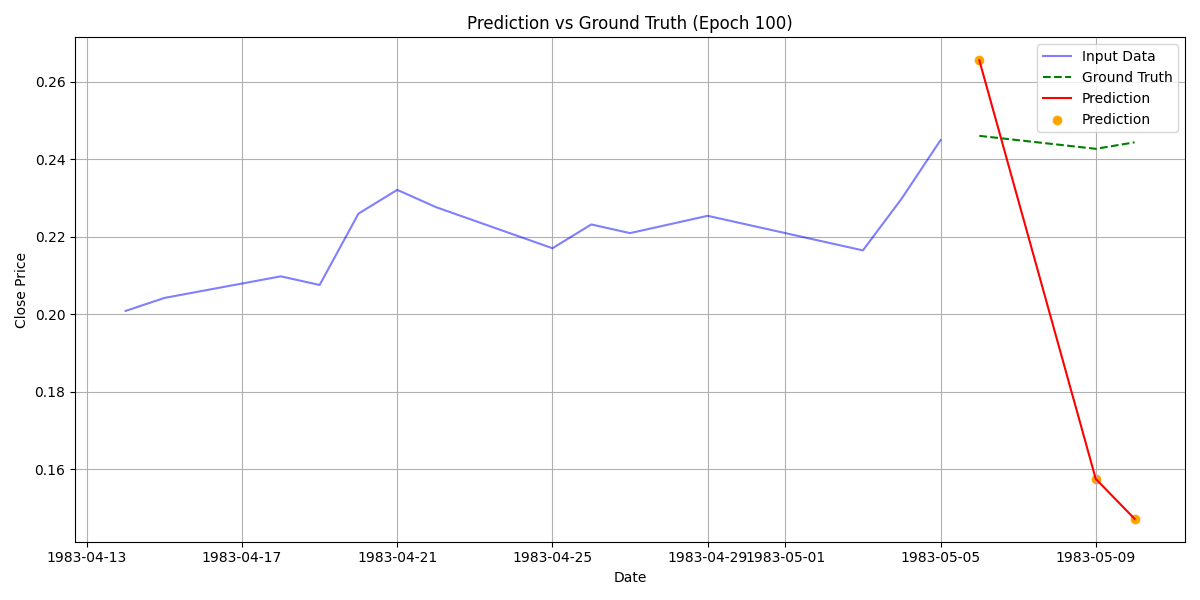 Prediction vs Ground Truth (Epoch 100)
Input Data
Ground Truth
Prediction
Prediction
Close Price
0.26
0.24
0.22
0.20
0.18
0.16
1983-04-13
1983-04-17
1983-04-21
1983-04-25
1983-04-29
1983-05-01
1983-05-05
1983-05-09
Date